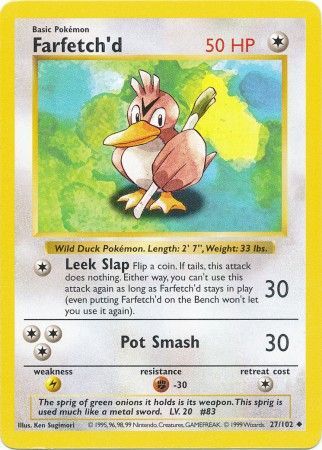 Basic Pokémon
Farfetch'd 50 HP
Wild Duck Pokémon. Length: 2' 7", Weight: 33 lbs.
Leek Slap Flip a coin. If tails, this attack
does nothing. Either way, you can't use this
attack again as long as Farfetch'd stays in play
(even putting Farfetch'd on the Bench won't let
you use it again).
30
Pot Smash 30
weakness resistance retreat cost
-30
The sprig of green onions it holds is its weapon. This sprig is
used much like a metal sword. LV. 20 #83
Illus. Ken Sugimori ©1995, 96, 98, 99 Nintendo, Creatures, GAMEFREAK. ©1999 Wizards. 27/102